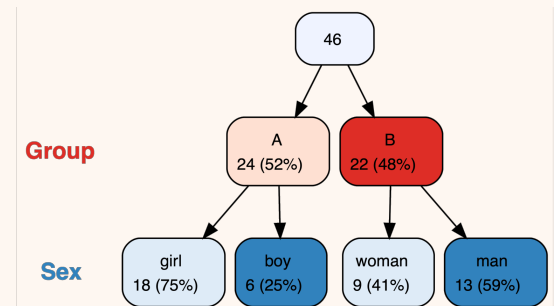 46
Group
A
24 (52%)
B
22 (48%)
Sex
girl
18 (75%)
boy
6 (25%)
woman
9 (41%)
man
13 (59%)